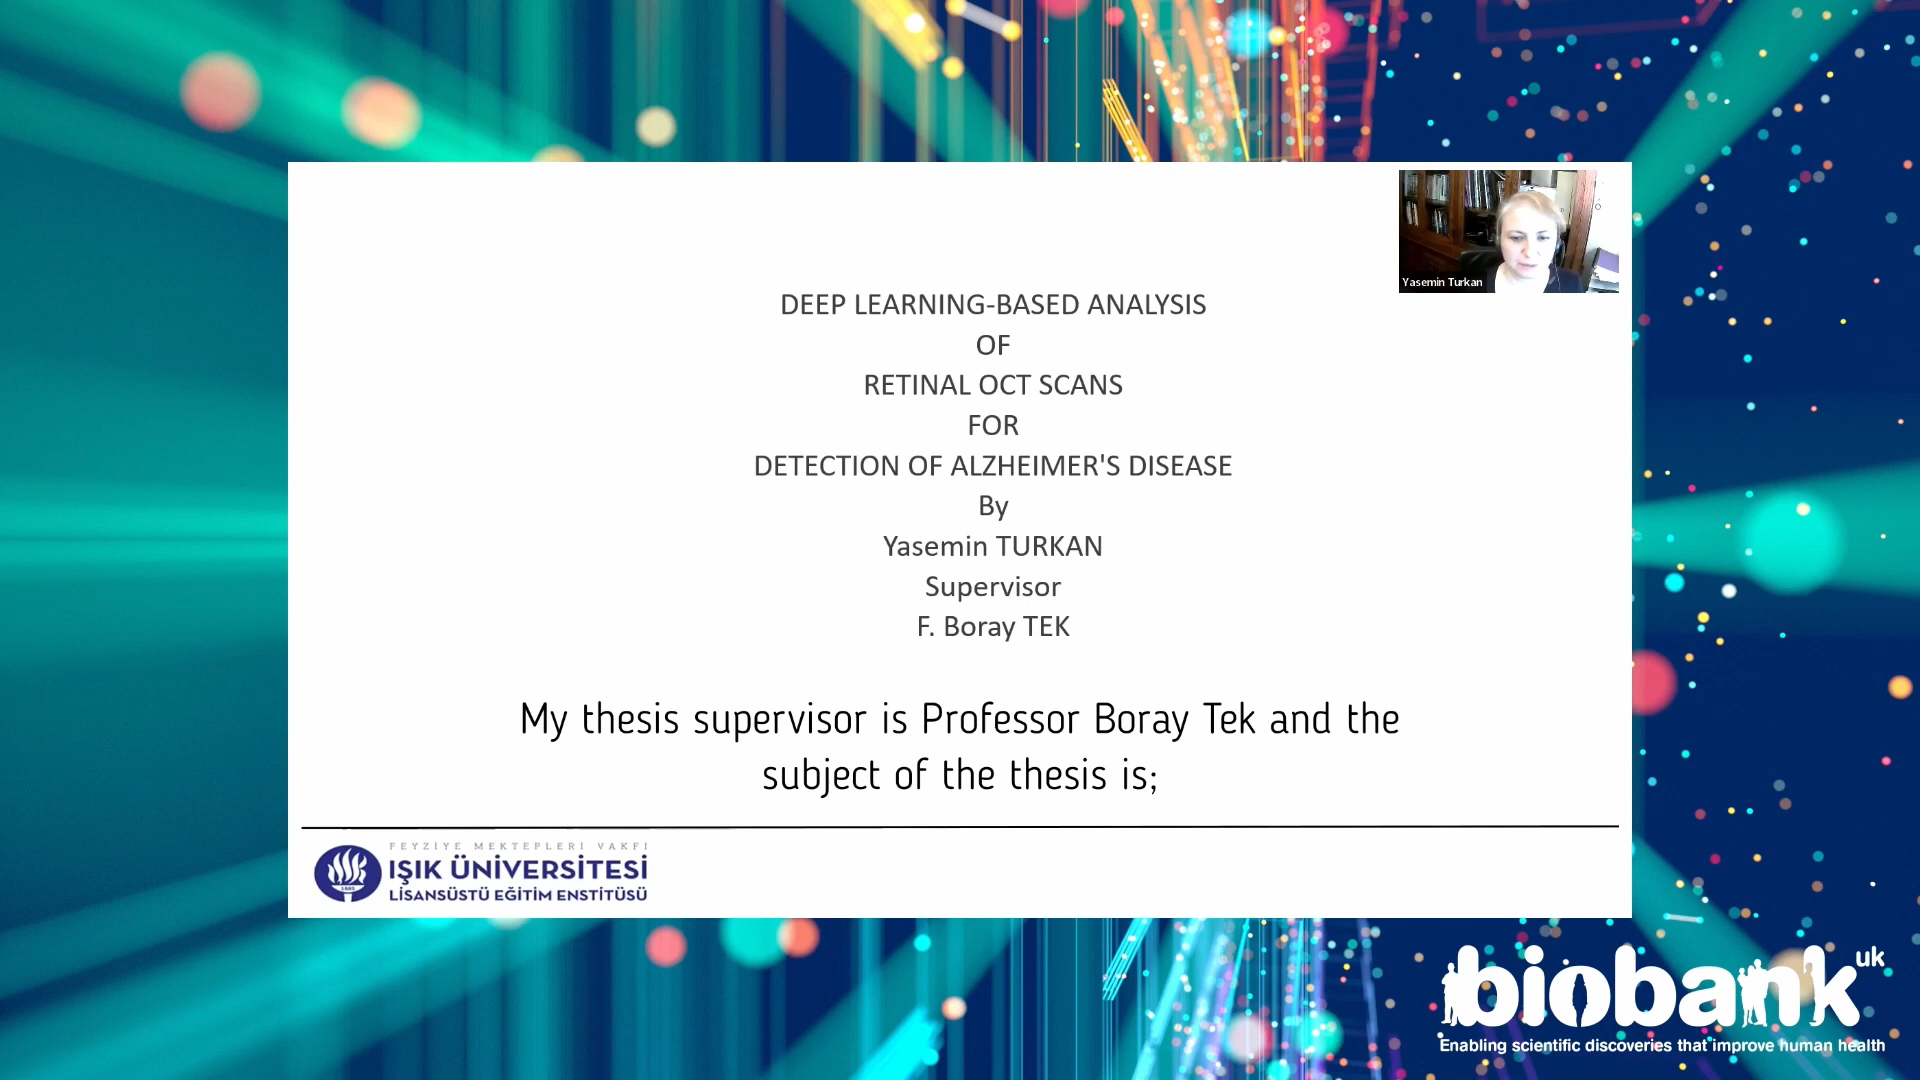 Yasemin Turkan
DEEP LEARNING-BASED ANALYSIS
OF
RETINAL OCT SCANS
FOR
DETECTION OF ALZHEIMER'S DISEASE
By
Yasemin TURKAN
Supervisor
F. Boray TEK
My thesis supervisor is Professor Boray Tek and the
subject of the thesis is;
FEYZİYE MEKTEPLERİ VAKFI
IŞIK ÜNİVERSİTESİ
LİSANSÜSTÜ EĞİTİM ENSTİTÜSÜ
1885
biobank uk
Enabling scientific discoveries that improve human health